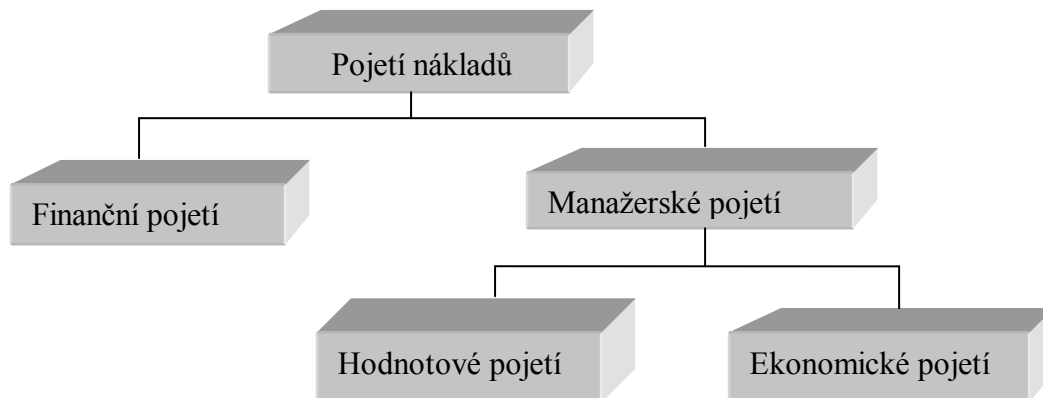 Pojetí nákladů
Finanční pojetí
Manažerské pojetí
Hodnotové pojetí
Ekonomické pojetí